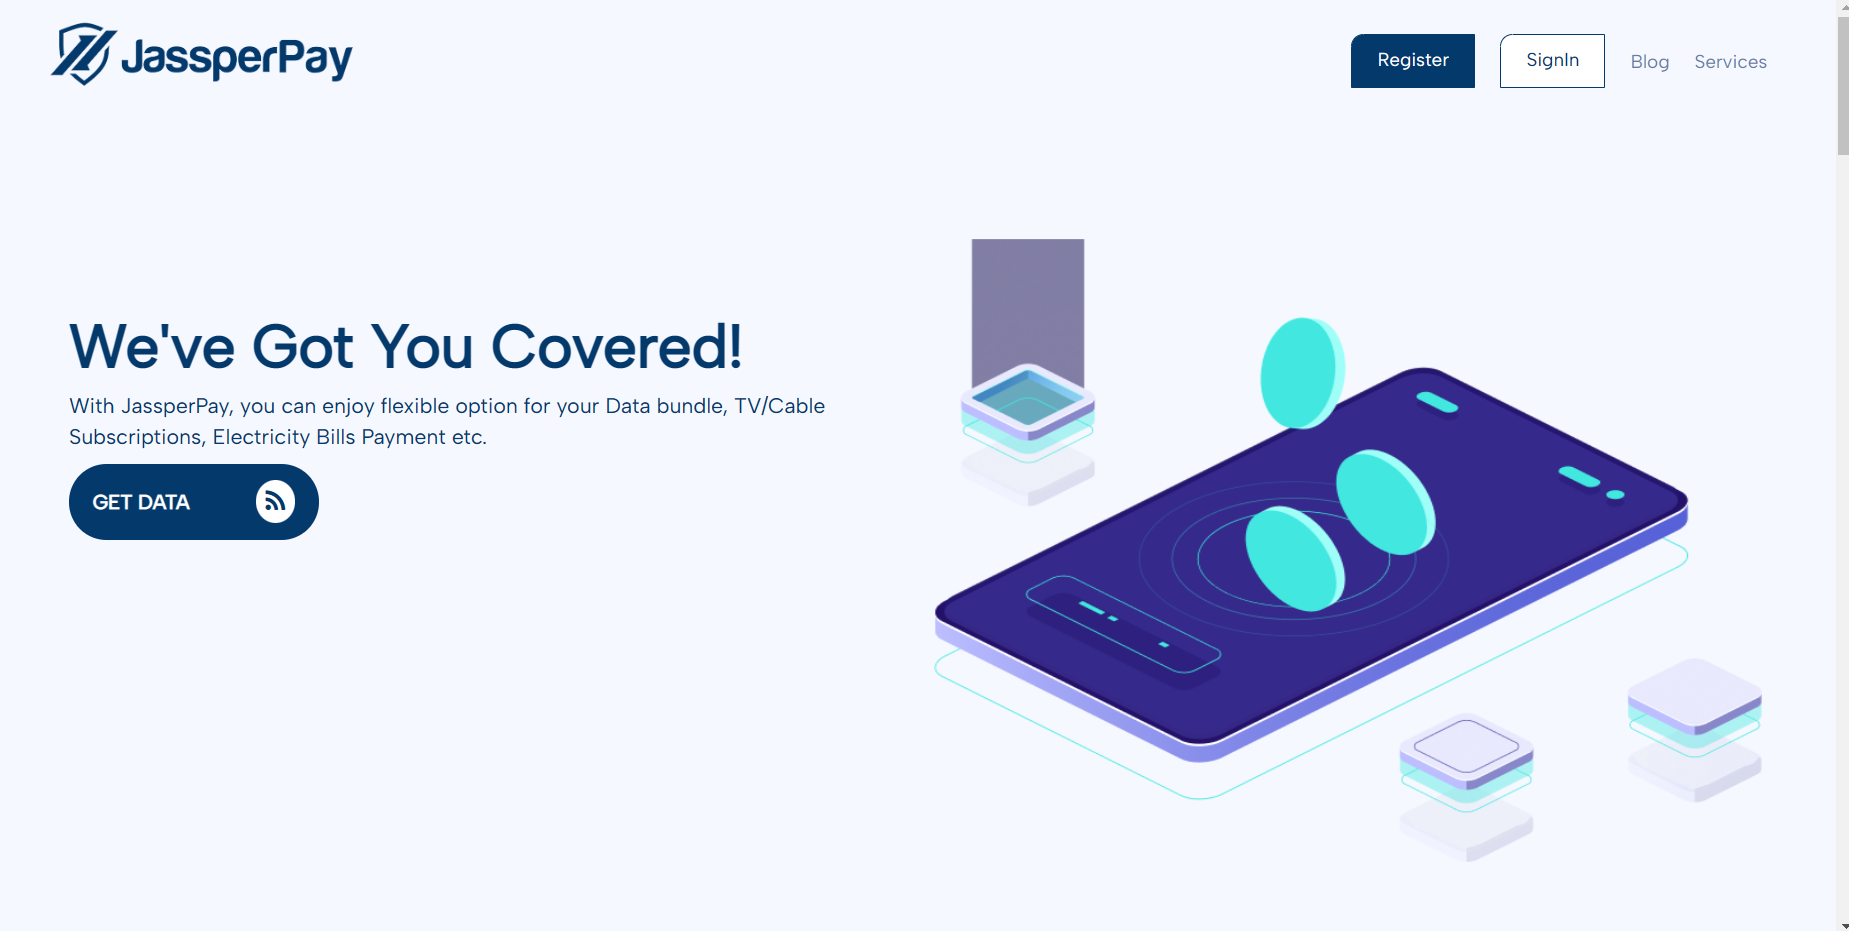 JassperPay
Register
SignIn
Blog
Services
We've Got You Covered!
With JassperPay, you can enjoy flexible option for your Data bundle, TV/Cable
Subscriptions, Electricity Bills Payment etc.
GET DATA